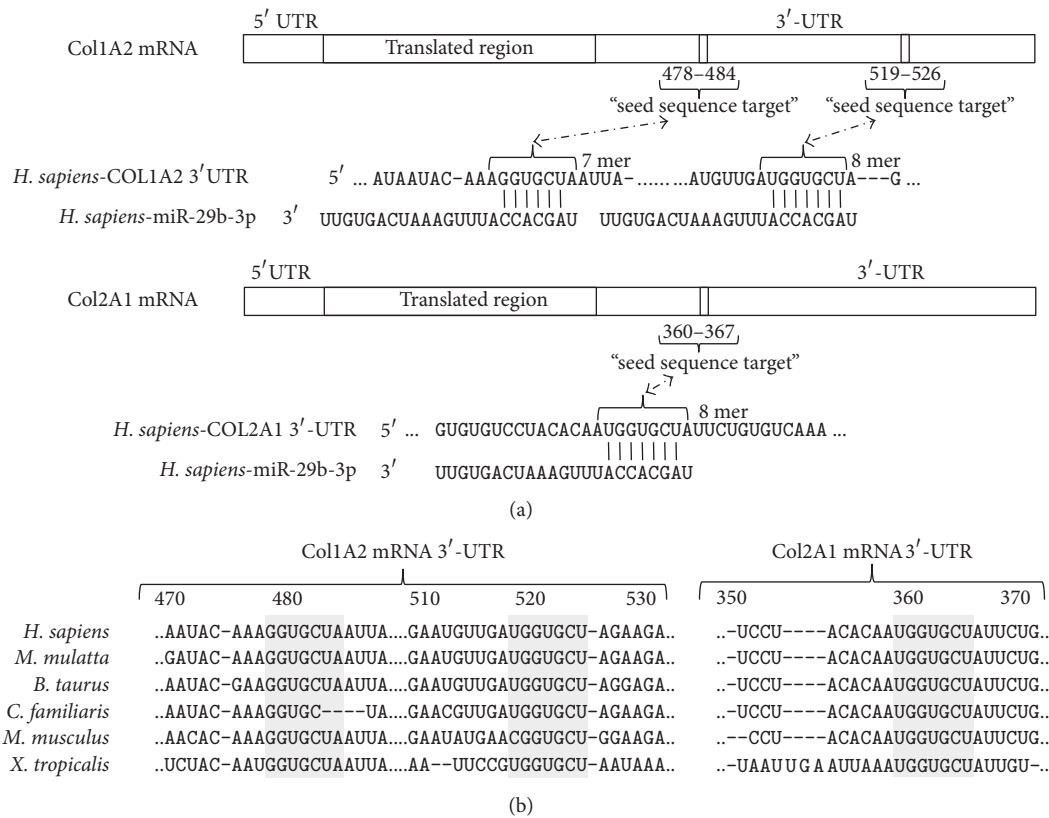 5′ UTR 3′-UTR
Col1A2 mRNA Translated region
478–484 519–526
“seed sequence target” “seed sequence target”
7 mer 8 mer
H. sapiens-COL1A2 3′UTR 5′ ... AUAAUAC-AAAGGUGCUAAUUA-....... ...AUGUUGAUGGUGCUA---G ...
H. sapiens-miR-29b-3p 3′ UUGUGACUAAAGUUUACCACGAU UUGUGACUAAAGUUUACCACGAU
5′UTR 3′-UTR
Col2A1 mRNA Translated region
360–367
“seed sequence target”
8 mer
H. sapiens-COL2A1 3′-UTR 5′ ... GUGUGUCCUACACAAUGGUGCUAUUCUGUGUCAAA ...
H. sapiens-miR-29b-3p 3′ UUGUGACUAAAGUUUACCACGAU
(a)
Col1A2 mRNA 3′-UTR Col2A1 mRNA 3′-UTR
470 480 510 520 530 350 360 370
H. sapiens ..AAUAC-AAAGGUGCUAAUUA....GAAUGUUGAUGGUGCU-AGAAGA.. ..-UCCU----ACACAAUGGUGCUAUUCUG..
M. mulatta ..GAUAC-AAAGGUGCUAAUUA....GAAUGUUGAUGGUGCU-AGAAGA.. ..-UCCU----ACACAAUGGUGCUAUUCUG..
B. taurus ..AAUAC-GAAGGUGCUAAUUA....GAAUGUUGAUGGUGCU-AGGAGA.. ..-UCCU----ACACAAUGGUGCUAUUCUG..
C. familiaris ..AAUAC-AAAGGUGC----UA....GAACGUUGAUGGUGCU-AGAAGA.. ..-UCCU----ACACAAUGGUGCUAUUCUG..
M. musculus ..AACAC-AAAGGUGCUAAUUA....GAAUAUGAACGGUGCU-GGAAGA.. ..--CCU----ACACAAUGGUGCUAUUCUG..
X. tropicalis ..UCUAC-AAUGGUGCUAAUUA....AA--UUCCGUGGUGCU-AAUAAA.. ..-UAAUUGAAUUAAAUGGUGCUAUUGU-..
(b)